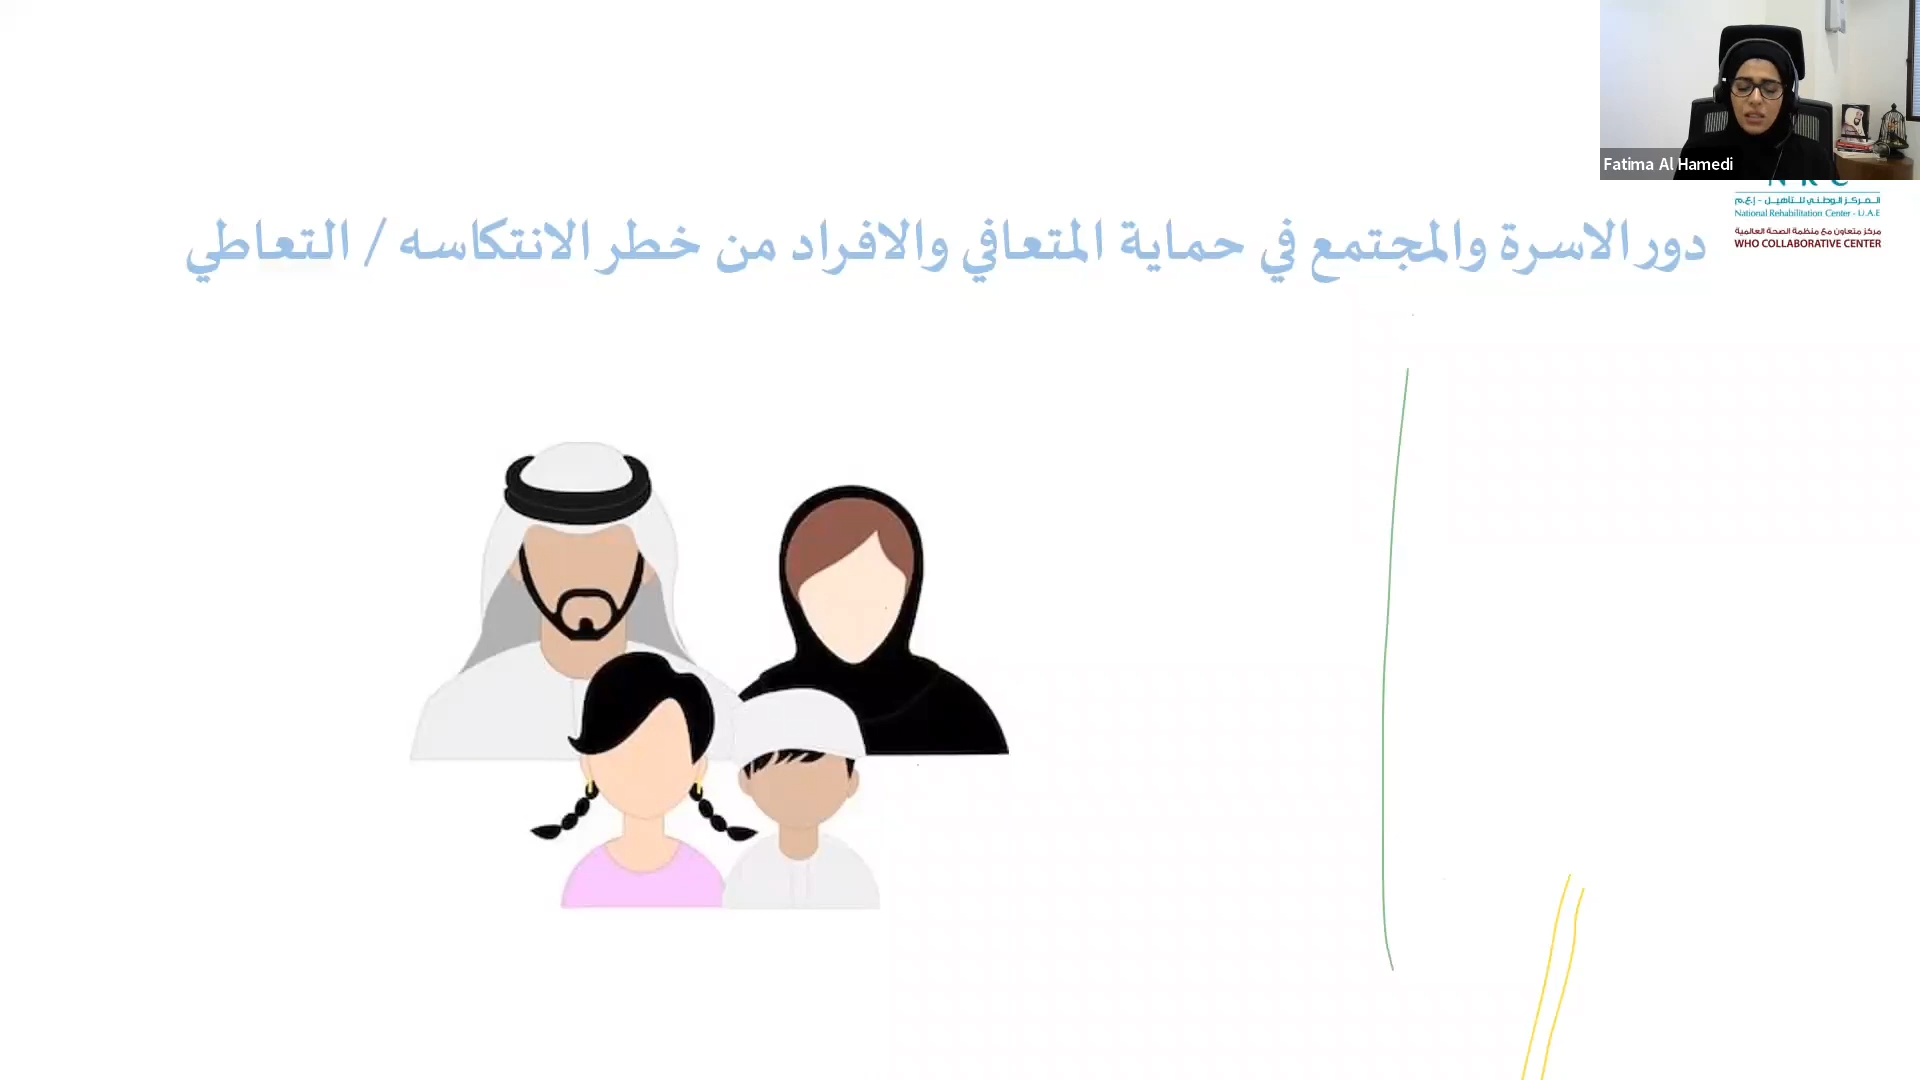 Fatima Al Hamedi
المركز الوطني للتأهيل - إ.ع.م
National Rehabilitation Center - U.A.E
مركز متعاون مع منظمة الصحة العالمية
WHO COLLABORATIVE CENTER
دور الاسرة والمجتمع في حماية المتعافي والافراد من خطر الانتكاسه / التعاطي